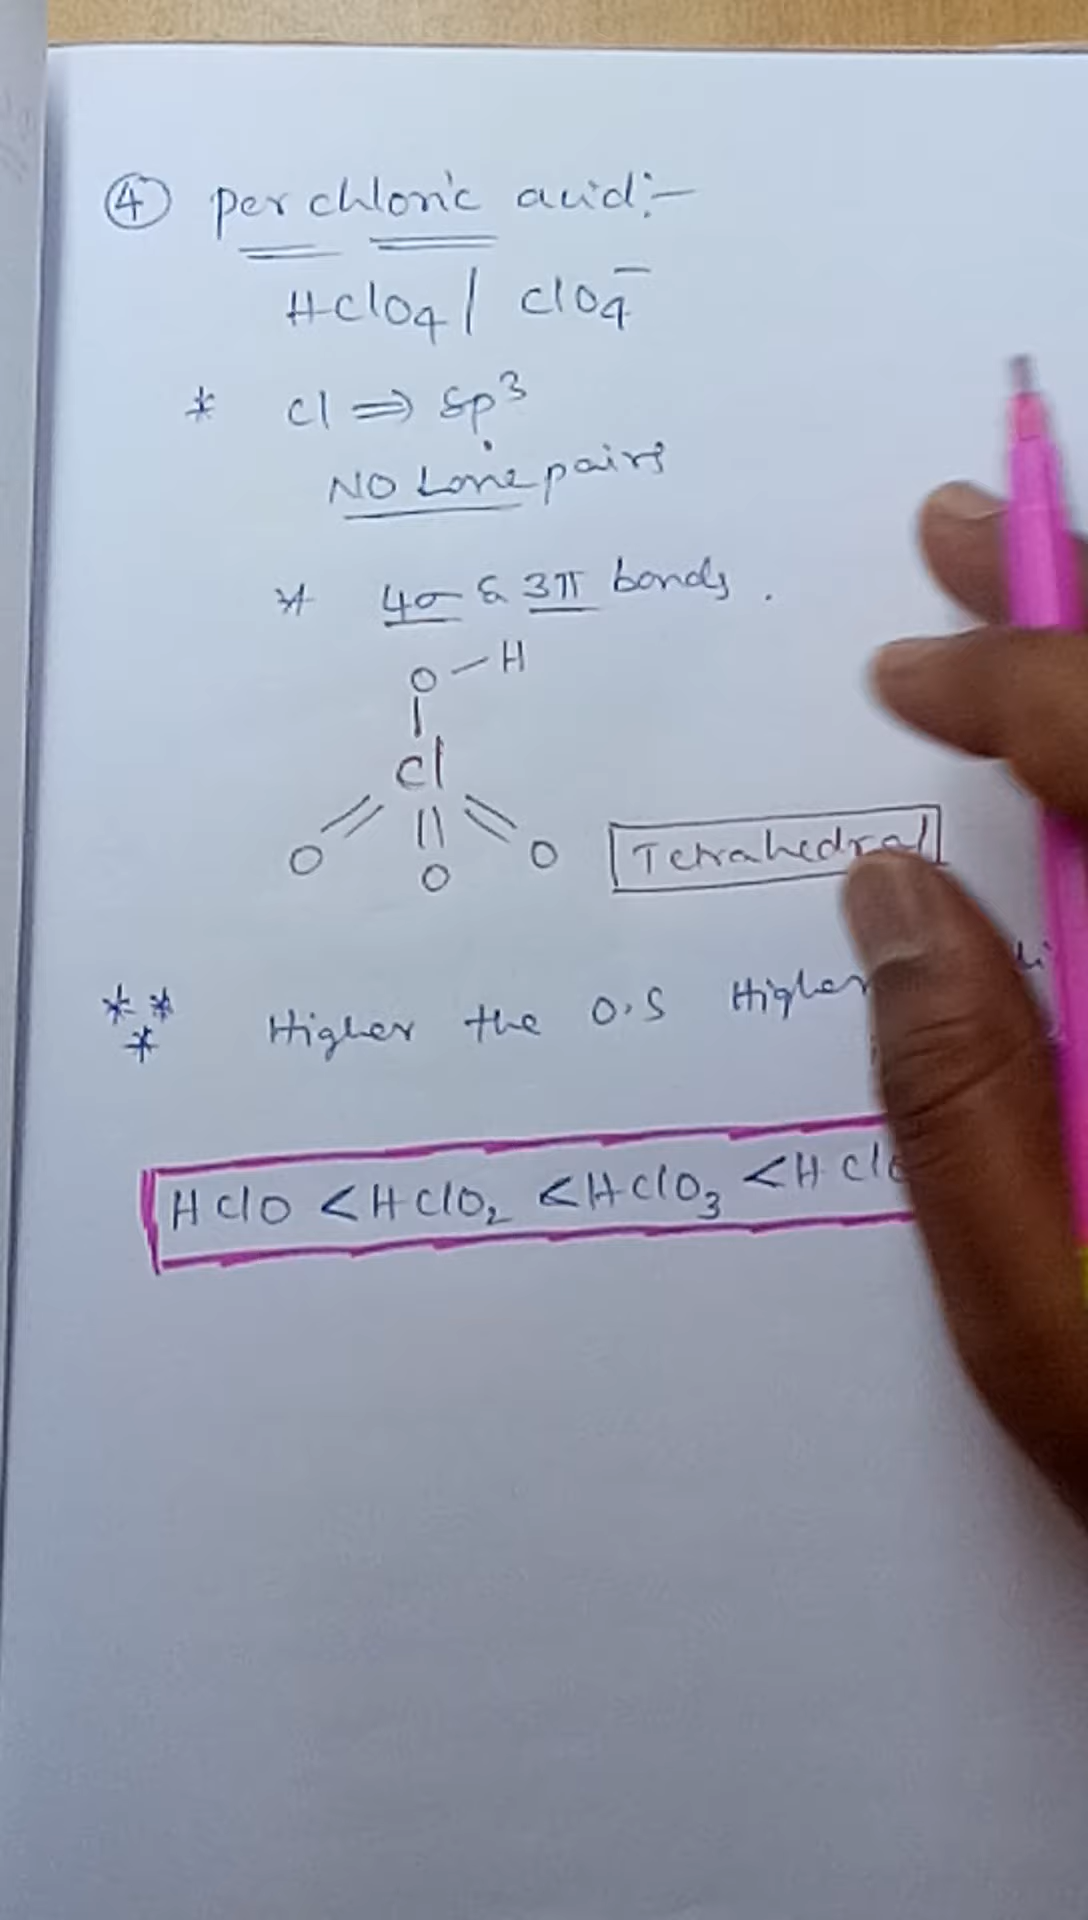 ④ per chloric acid:-
HClO₄ / ClO₄⁻
* Cl ⇒ sp³
NO Lone pairs
* 4σ & 3π bonds.
O - H
Cl
O O O
Tetrahedral
*** Higher the O.S Higher
HClO < HClO₂ < HClO₃ < HClO